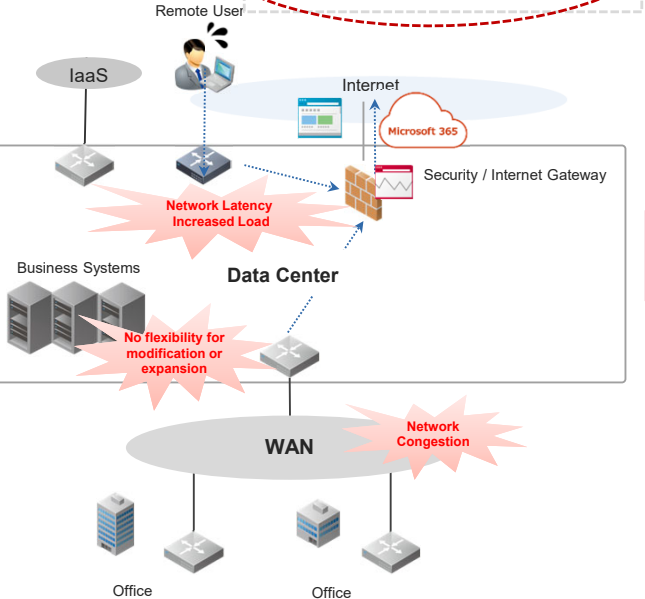 Remote User
IaaS
Internet
Microsoft 365
Security / Internet Gateway
Network Latency
Increased Load
Business Systems
Data Center
No flexibility for
modification or
expansion
WAN
Network
Congestion
Office
Office